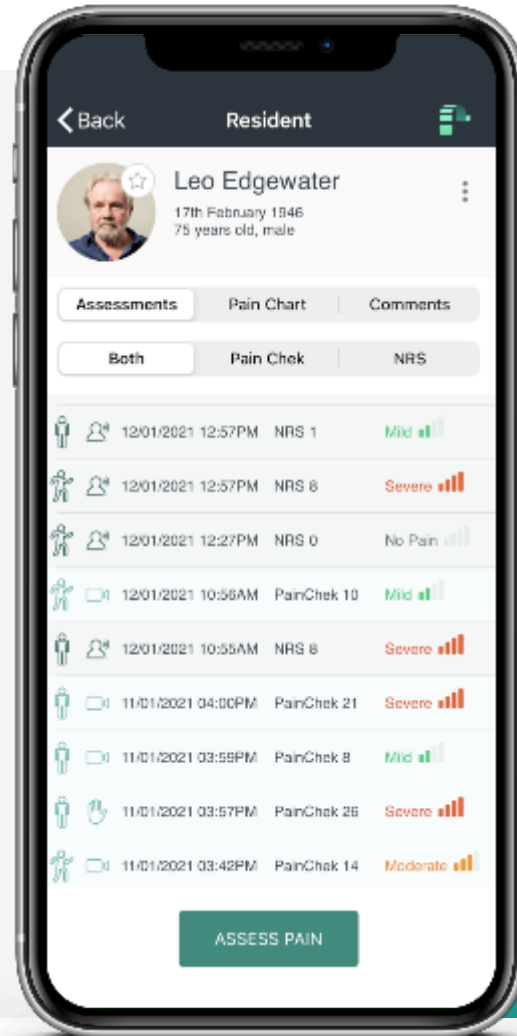 Back
Resident
Leo Edgewater
17th February 1946
75 years old, male
Assessments Pain Chart Comments
Both Pain Chek NRS
12/01/2021 12:57PM NRS 1 Mild
12/01/2021 12:57PM NRS 8 Severe
12/01/2021 12:27PM NRS 0 No Pain
12/01/2021 10:56AM PainChek 10 Mild
12/01/2021 10:55AM NRS 8 Severe
11/01/2021 04:00PM PainChek 21 Severe
11/01/2021 03:59PM PainChek 8 Mild
11/01/2021 03:57PM PainChek 26 Severe
11/01/2021 03:42PM PainChek 14 Moderate
ASSESS PAIN